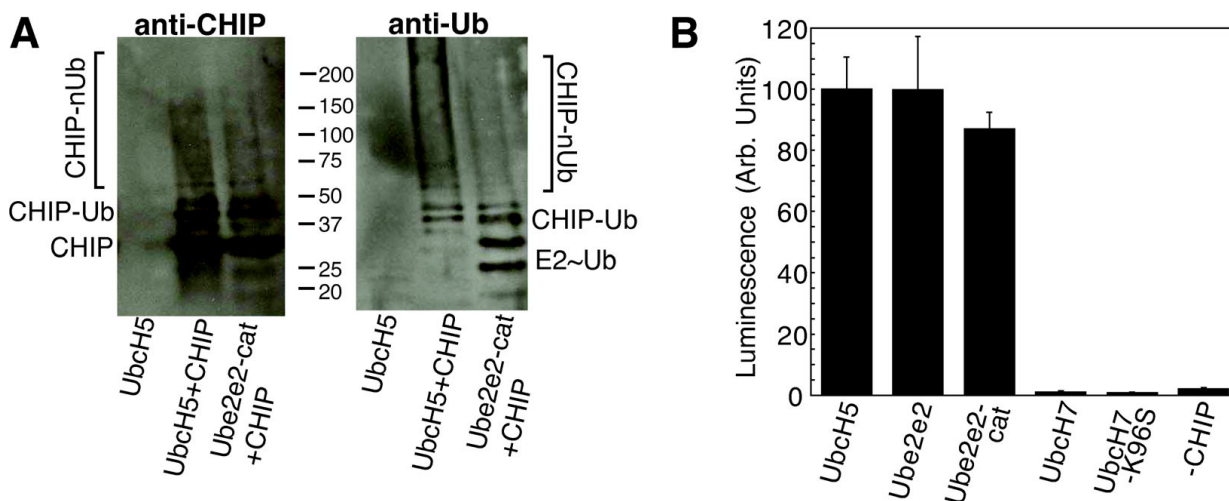 A
anti-CHIP
anti-Ub
CHIP-nUb
CHIP-Ub
CHIP
200
150
100
75
50
37
25
20
CHIP-nUb
CHIP-Ub
E2~Ub
UbcH5
UbcH5+CHIP
Ube2e2-cat
+CHIP
UbcH5
UbcH5+CHIP
Ube2e2-cat
+CHIP
B
Luminescence (Arb. Units)
120
100
80
60
40
20
0
UbcH5
Ube2e2
Ube2e2-
cat
UbcH7
UbcH7
-K96S
-CHIP